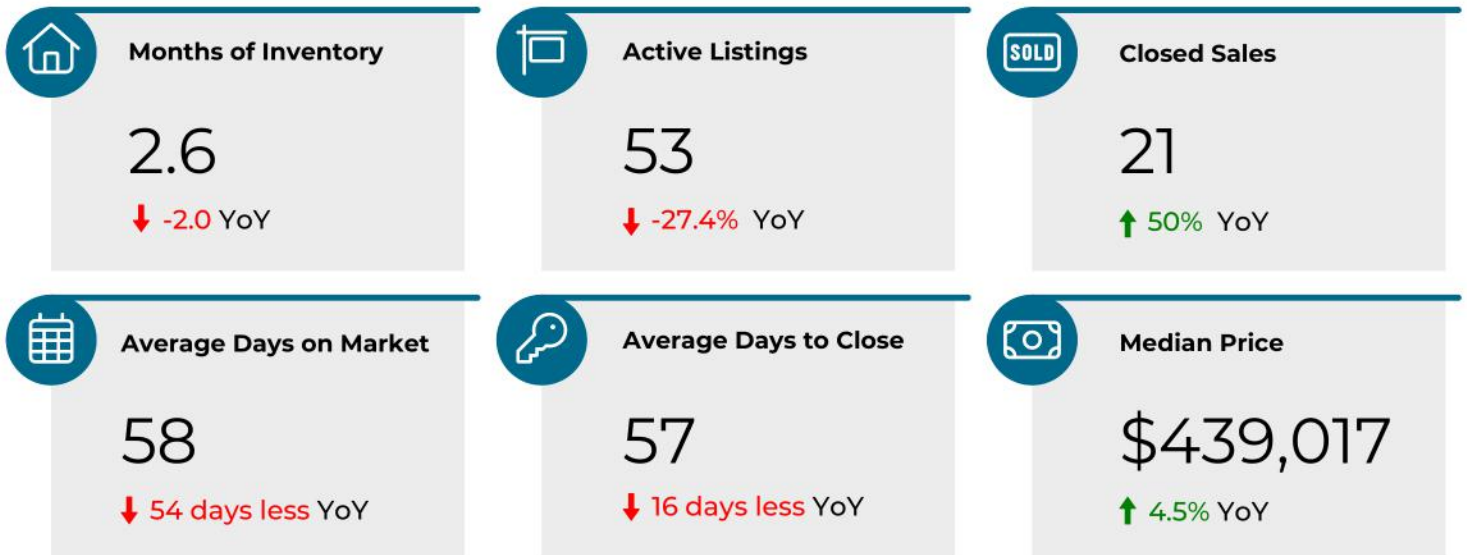 Months of Inventory
2.6
-2.0 YoY
Active Listings
53
-27.4% YoY
SOLD
Closed Sales
21
50% YoY
Average Days on Market
58
54 days less YoY
Average Days to Close
57
16 days less YoY
Median Price
$439,017
4.5% YoY